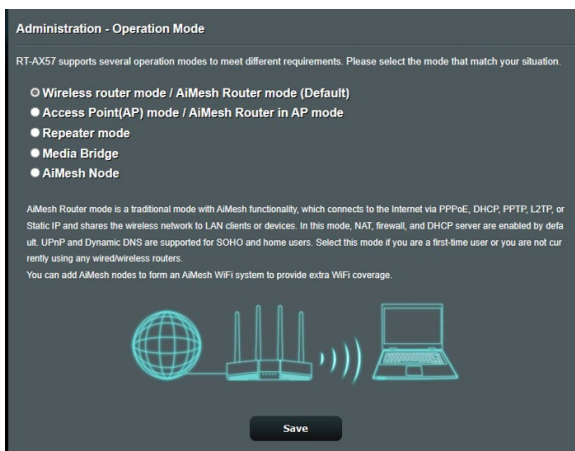 Administration - Operation Mode
RT-AX57 supports several operation modes to meet different requirements. Please select the mode that match your situation.
Wireless router mode / AiMesh Router mode (Default)
Access Point(AP) mode / AiMesh Router in AP mode
Repeater mode
Media Bridge
AiMesh Node
AiMesh Router mode is a traditional mode with AiMesh functionality, which connects to the Internet via PPPoE, DHCP, PPTP, L2TP, or
Static IP and shares the wireless network to LAN clients or devices. In this mode, NAT, firewall, and DHCP server are enabled by defa
ult. UPnP and Dynamic DNS are supported for SOHO and home users. Select this mode if you are a first-time user or you are not cur
rently using any wired/wireless routers.
You can add AiMesh nodes to form an AiMesh WiFi system to provide extra WiFi coverage.
Save